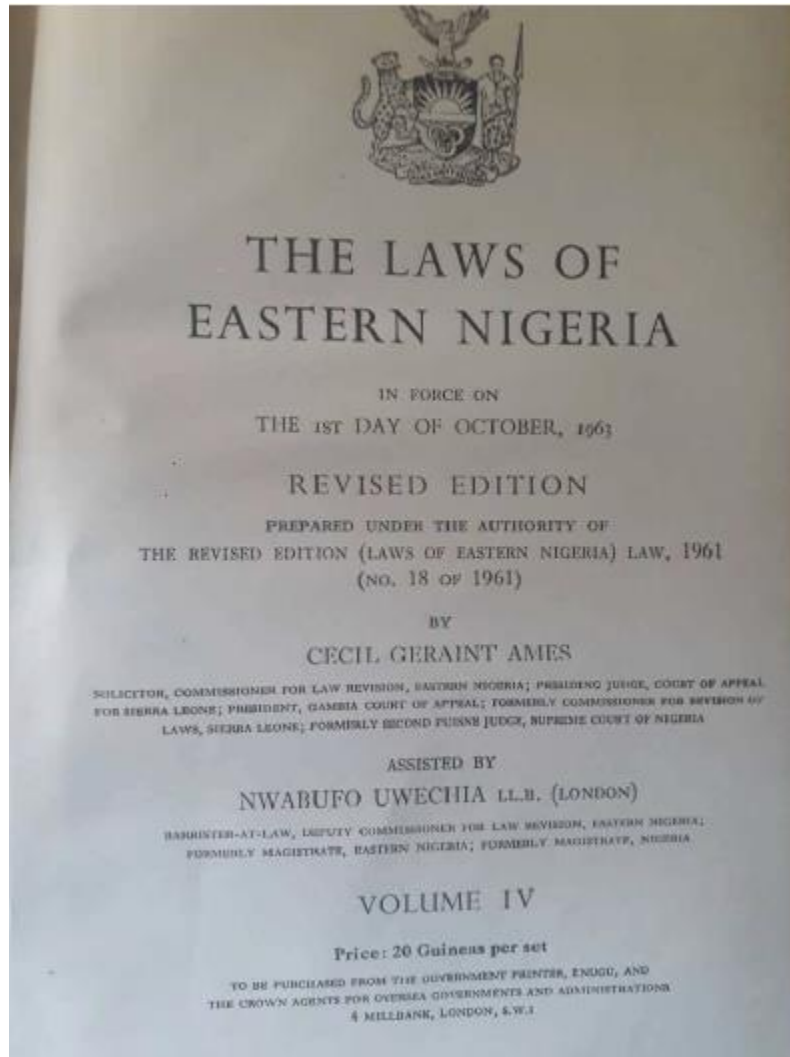 THE LAWS OF
EASTERN NIGERIA
IN FORCE ON
THE 1ST DAY OF OCTOBER, 1963
REVISED EDITION
PREPARED UNDER THE AUTHORITY OF
THE REVISED EDITION (LAWS OF EASTERN NIGERIA) LAW, 1961
(NO. 18 OF 1961)
BY
CECIL GERAINT AMES
SOLICITOR, COMMISSIONER FOR LAW REVISION, EASTERN NIGERIA; PRESIDING JUDGE, COURT OF APPEAL
FOR SIERRA LEONE; PRESIDENT, GAMBIA COURT OF APPEAL; FORMERLY COMMISSIONER FOR REVISION OF
LAWS, SIERRA LEONE; FORMERLY SECOND PUISNE JUDGE, SUPREME COURT OF NIGERIA
ASSISTED BY
NWABUFO UWECHIA LL.B. (LONDON)
BARRISTER-AT-LAW, DEPUTY COMMISSIONER FOR LAW REVISION, EASTERN NIGERIA;
FORMERLY MAGISTRATE, EASTERN NIGERIA; FORMERLY MAGISTRATE, NIGERIA
VOLUME IV
Price: 20 Guineas per set
TO BE PURCHASED FROM THE GOVERNMENT PRINTER, ENUGU, AND
THE CROWN AGENTS FOR OVERSEA GOVERNMENTS AND ADMINISTRATIONS
4 MILLBANK, LONDON, S.W.1